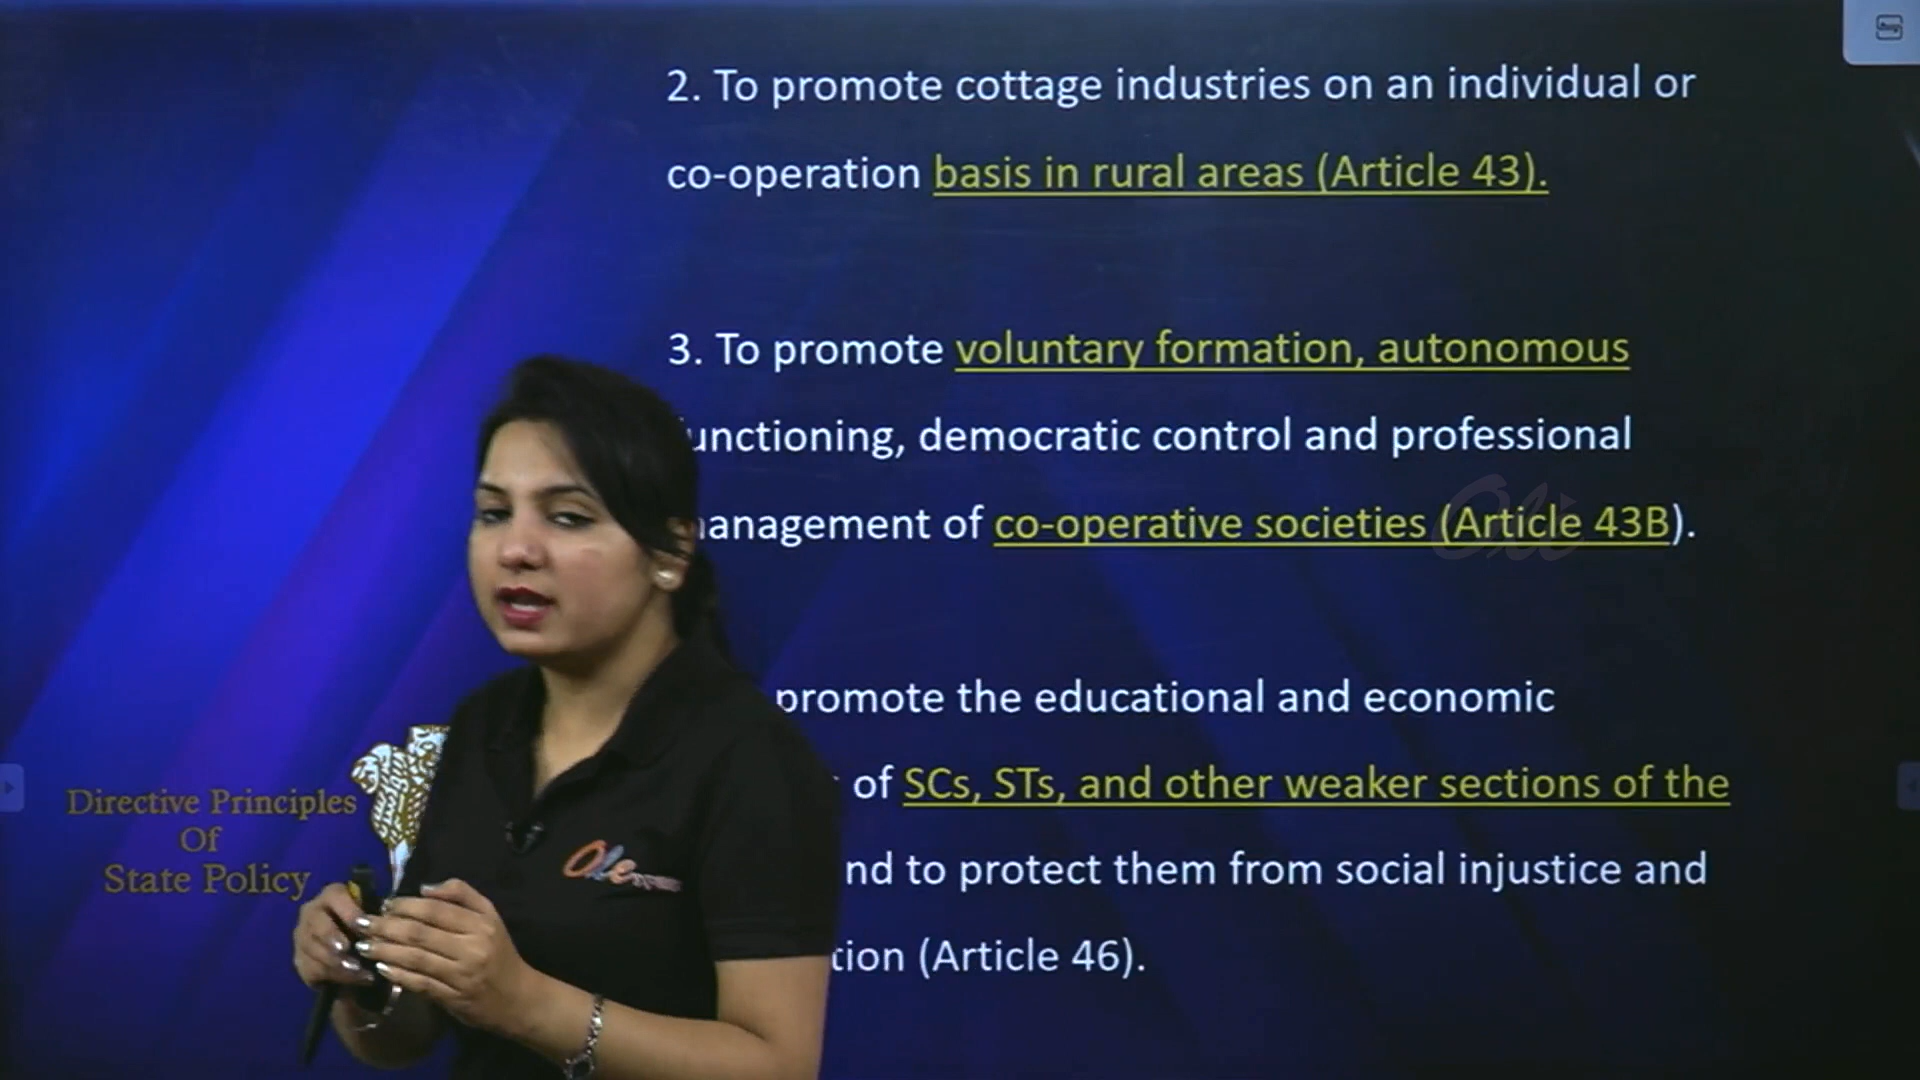 2. To promote cottage industries on an individual or
co-operation basis in rural areas (Article 43).
3. To promote voluntary formation, autonomous
unctioning, democratic control and professional
anagement of co-operative societies (Article 43B).
promote the educational and economic
of SCs, STs, and other weaker sections of the
nd to protect them from social injustice and
tion (Article 46).
Directive Principles
Of
State Policy
Ole